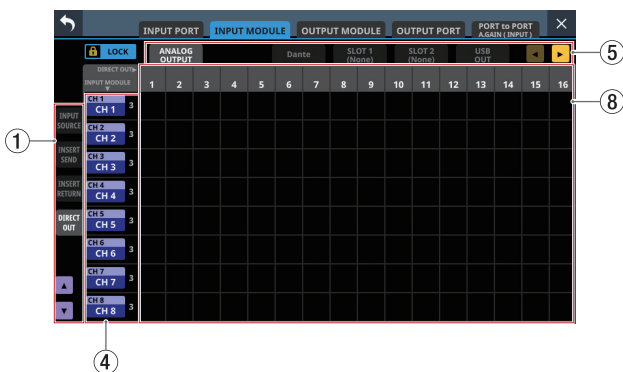 INPUT PORT INPUT MODULE OUTPUT MODULE OUTPUT PORT PORT to PORT
A.GAIN ( INPUT )
LOCK
ANALOG
OUTPUT
Dante
SLOT 1
(None)
SLOT 2
(None)
USB
OUT
5
DIRECT OUT
INPUT MODULE
1 2 3 4 5 6 7 8 9 10 11 12 13 14 15 16
8
1
INPUT
SOURCE
INSERT
SEND
INSERT
RETURN
DIRECT
OUT
CH 1
CH 1 3
CH 2
CH 2 3
CH 3
CH 3 3
CH 4
CH 4 3
CH 5
CH 5 3
CH 6
CH 6 3
CH 7
CH 7 3
CH 8
CH 8 3
4